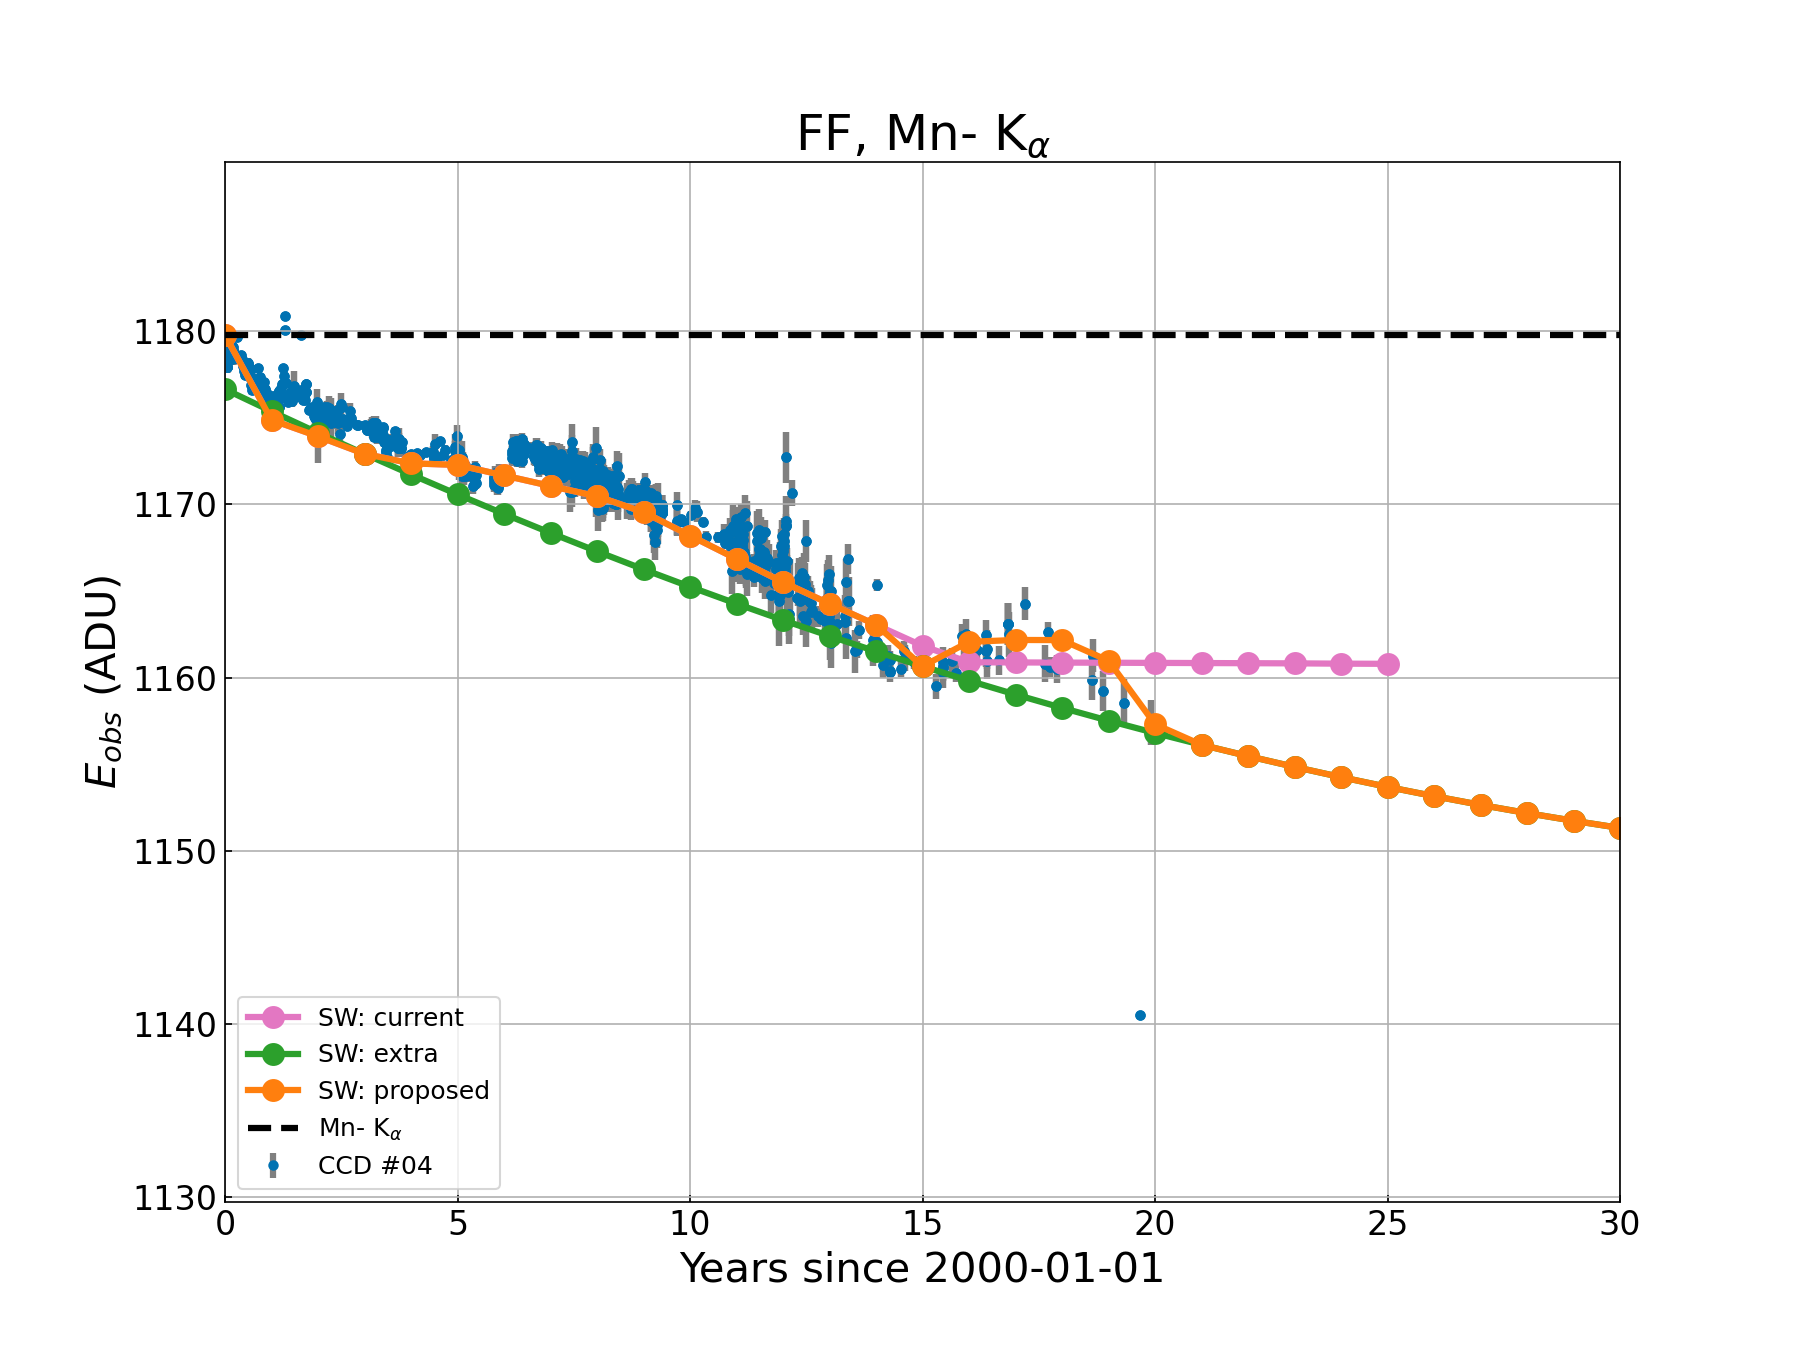 FF, Mn- Kα
1180
1170
1160
1150
1140
1130
E_obs (ADU)
SW: current
SW: extra
SW: proposed
Mn- Kα
CCD #04
0 5 10 15 20 25 30
Years since 2000-01-01